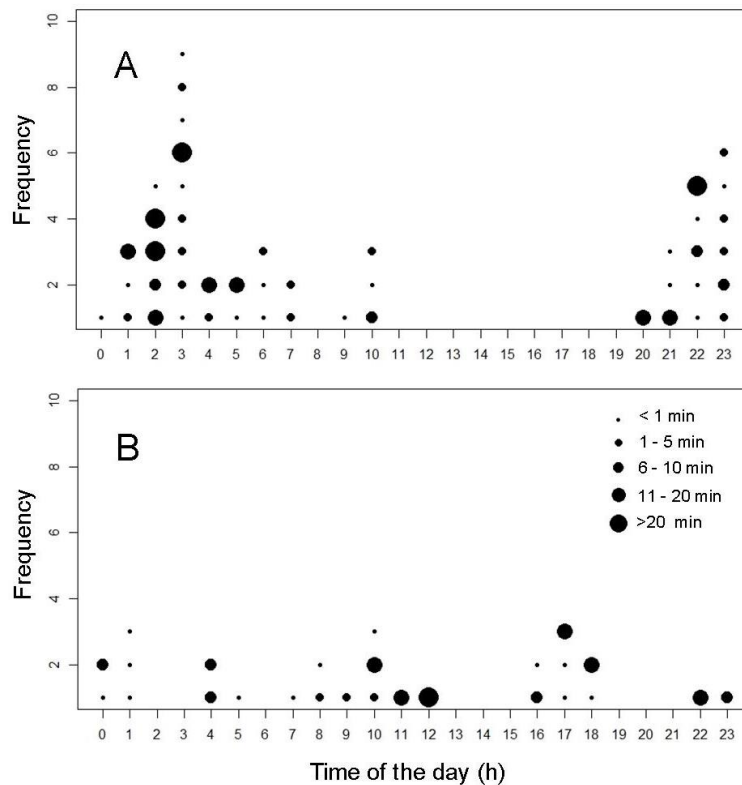 A
Frequency
10
8
6
4
2
0 1 2 3 4 5 6 7 8 9 10 11 12 13 14 15 16 17 18 19 20 21 22 23
B
Frequency
10
8
6
4
2
< 1 min
1 - 5 min
6 - 10 min
11 - 20 min
>20 min
0 1 2 3 4 5 6 7 8 9 10 11 12 13 14 15 16 17 18 19 20 21 22 23
Time of the day (h)